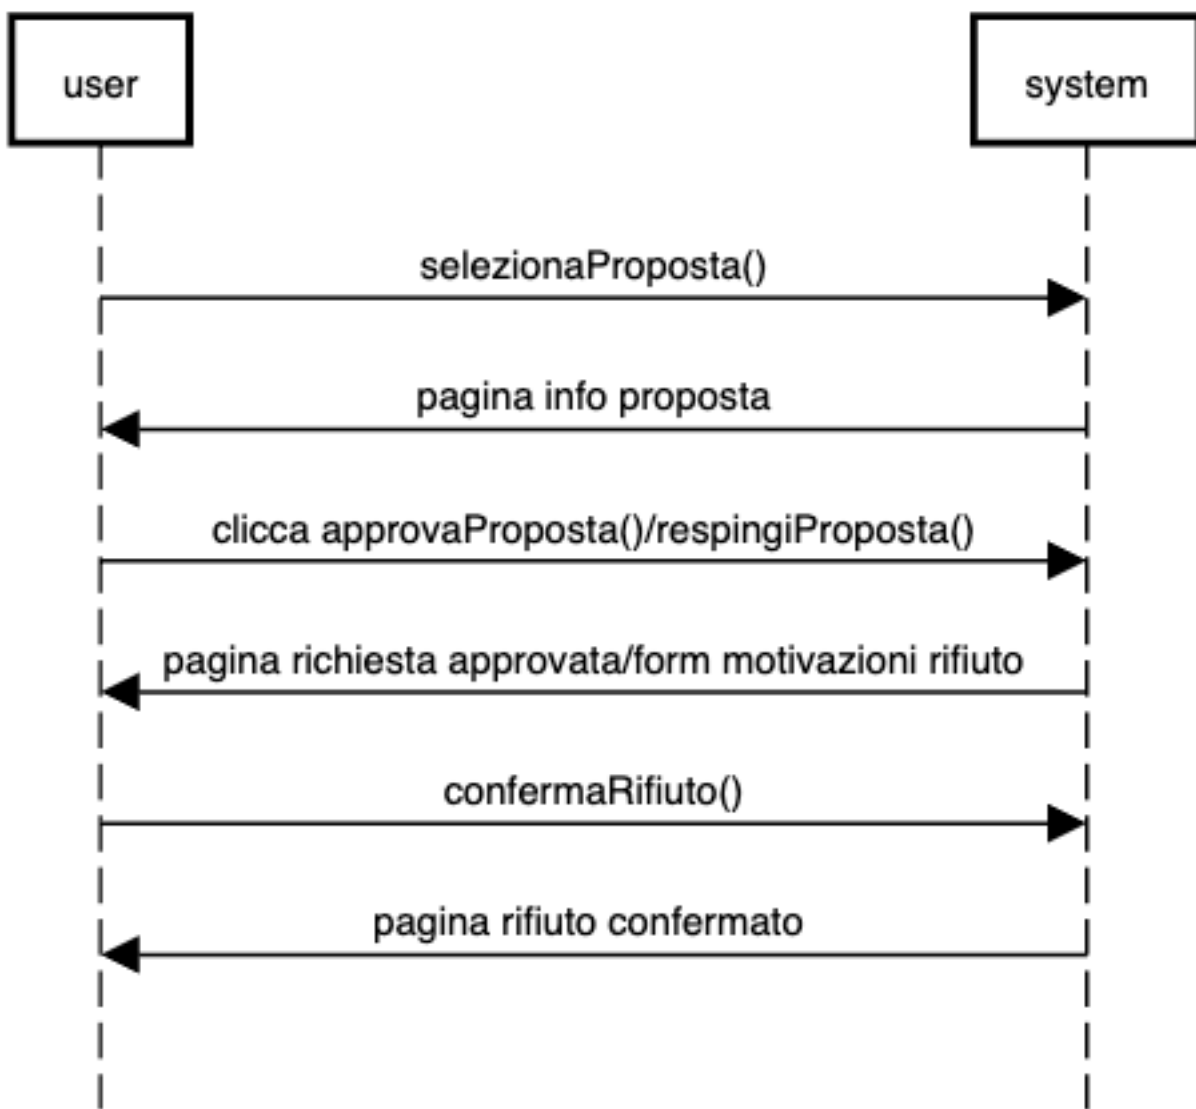 user
system
selezionaProposta()
pagina info proposta
clicca approvaProposta()/respingiProposta()
pagina richiesta approvata/form motivazioni rifiuto
confermaRifiuto()
pagina rifiuto confermato